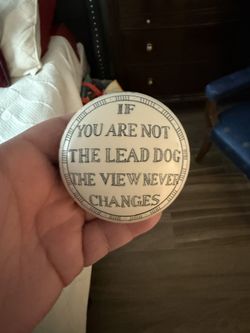 IF
YOU ARE NOT
THE LEAD DOG
THE VIEW NEVER
CHANGES